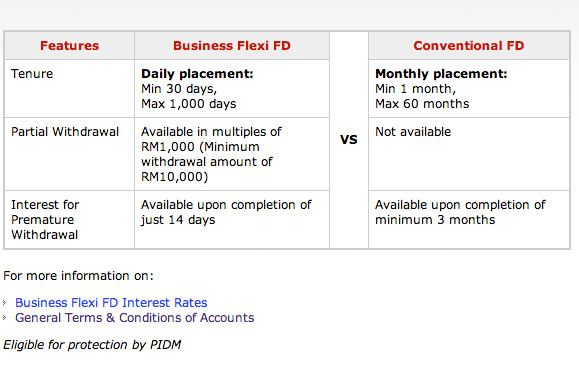 Features
Business Flexi FD
VS
Conventional FD
Tenure
Daily placement:
Min 30 days,
Max 1,000 days
Monthly placement:
Min 1 month,
Max 60 months
Partial Withdrawal
Available in multiples of
RM1,000 (Minimum
withdrawal amount of
RM10,000)
Not available
Interest for
Premature
Withdrawal
Available upon completion of
just 14 days
Available upon completion of
minimum 3 months
For more information on:
Business Flexi FD Interest Rates
General Terms & Conditions of Accounts
Eligible for protection by PIDM